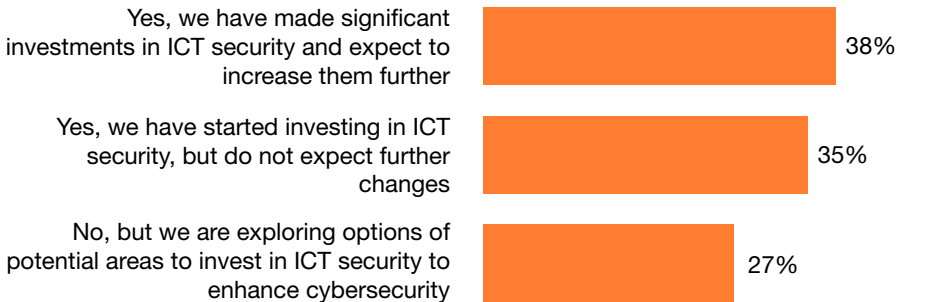 Yes, we have made significant
investments in ICT security and expect to
increase them further
38%
Yes, we have started investing in ICT
security, but do not expect further
changes
35%
No, but we are exploring options of
potential areas to invest in ICT security to
enhance cybersecurity
27%